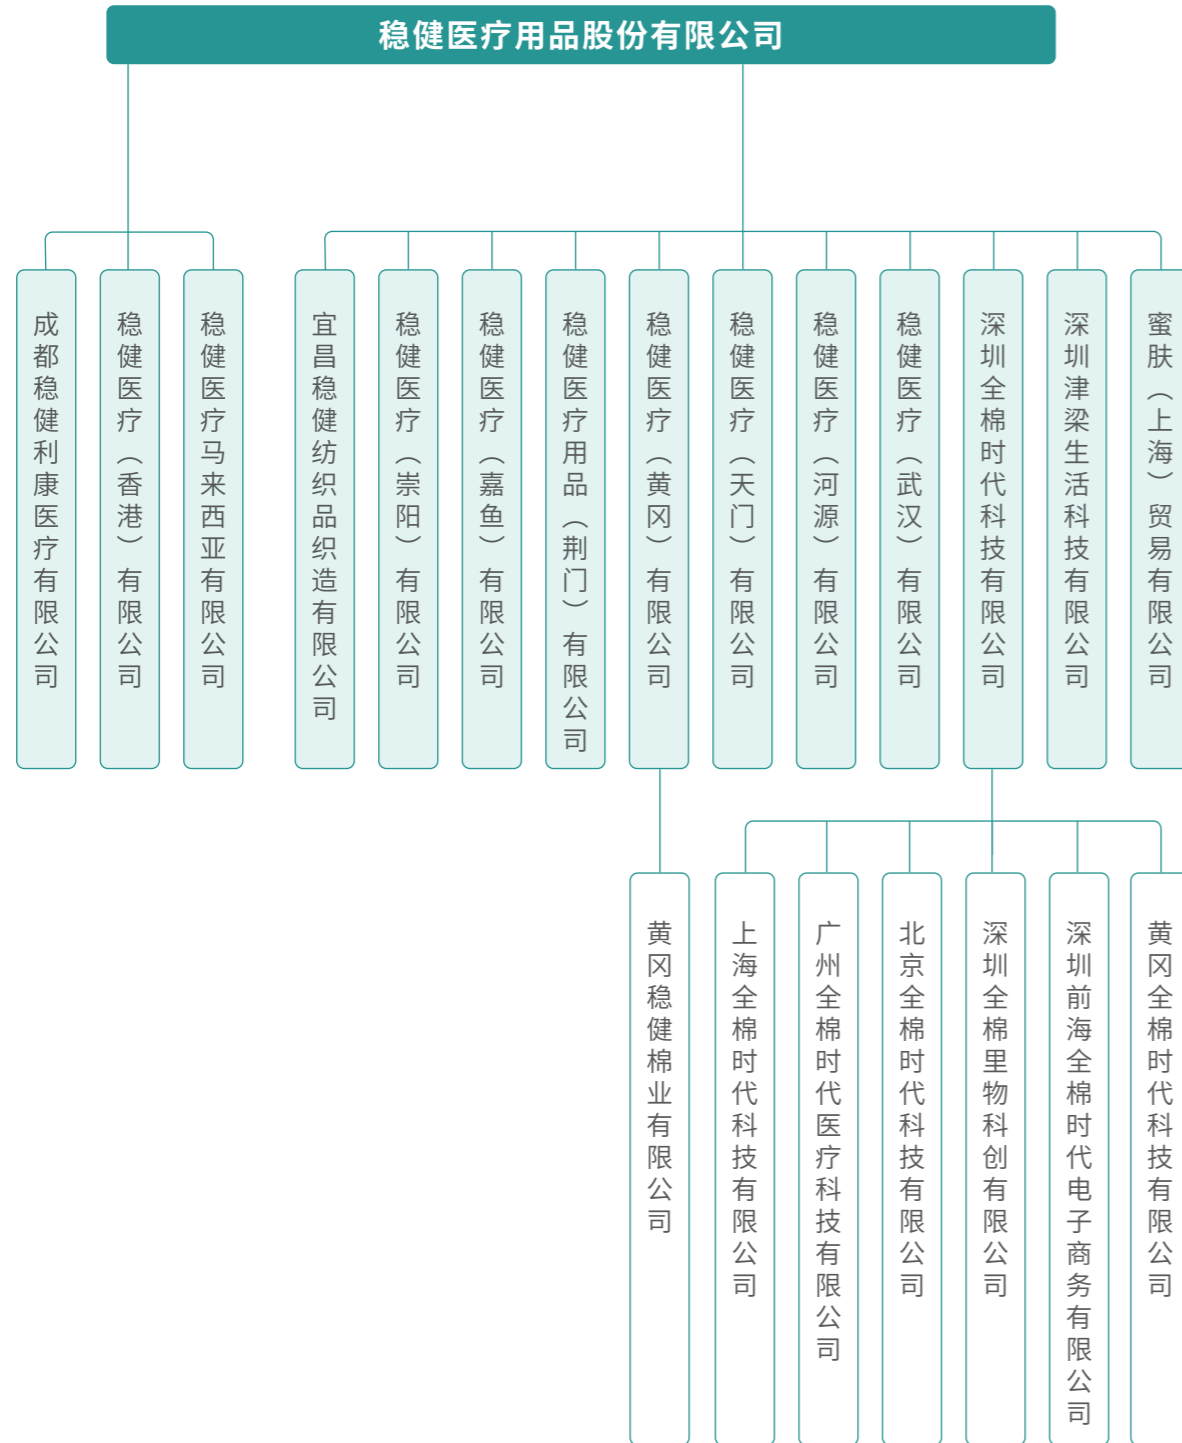 稳健医疗用品股份有限公司
成都稳健利康医疗有限公司
稳健医疗（香港）有限公司
稳健医疗马来西亚有限公司
宜昌稳健纺织品织造有限公司
稳健医疗（崇阳）有限公司
稳健医疗（嘉鱼）有限公司
稳健医疗用品（荆门）有限公司
稳健医疗（黄冈）有限公司
稳健医疗（天门）有限公司
稳健医疗（河源）有限公司
稳健医疗（武汉）有限公司
深圳全棉时代科技有限公司
深圳津梁生活科技有限公司
蜜肤（上海）贸易有限公司
黄冈稳健棉业有限公司
上海全棉时代科技有限公司
广州全棉时代医疗科技有限公司
北京全棉时代科技有限公司
深圳全棉里物科创有限公司
深圳前海全棉时代电子商务有限公司
黄冈全棉时代科技有限公司